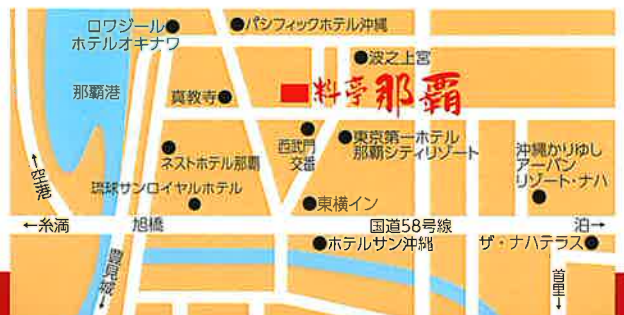 ロワジール
ホテルオキナワ
パシフィックホテル沖縄
波之上宮
那覇港
真教寺
料亭 那覇
西武門
交番
東京第一ホテル
那覇シティリゾート
沖縄かりゆし
アーバン
リゾート・ナハ
ネストホテル那覇
←空港
琉球サンロイヤルホテル
東横イン
←糸満
旭橋
国道58号線
泊→
ホテルサン沖縄
ザ・ナハテラス
豊見城→
首里→